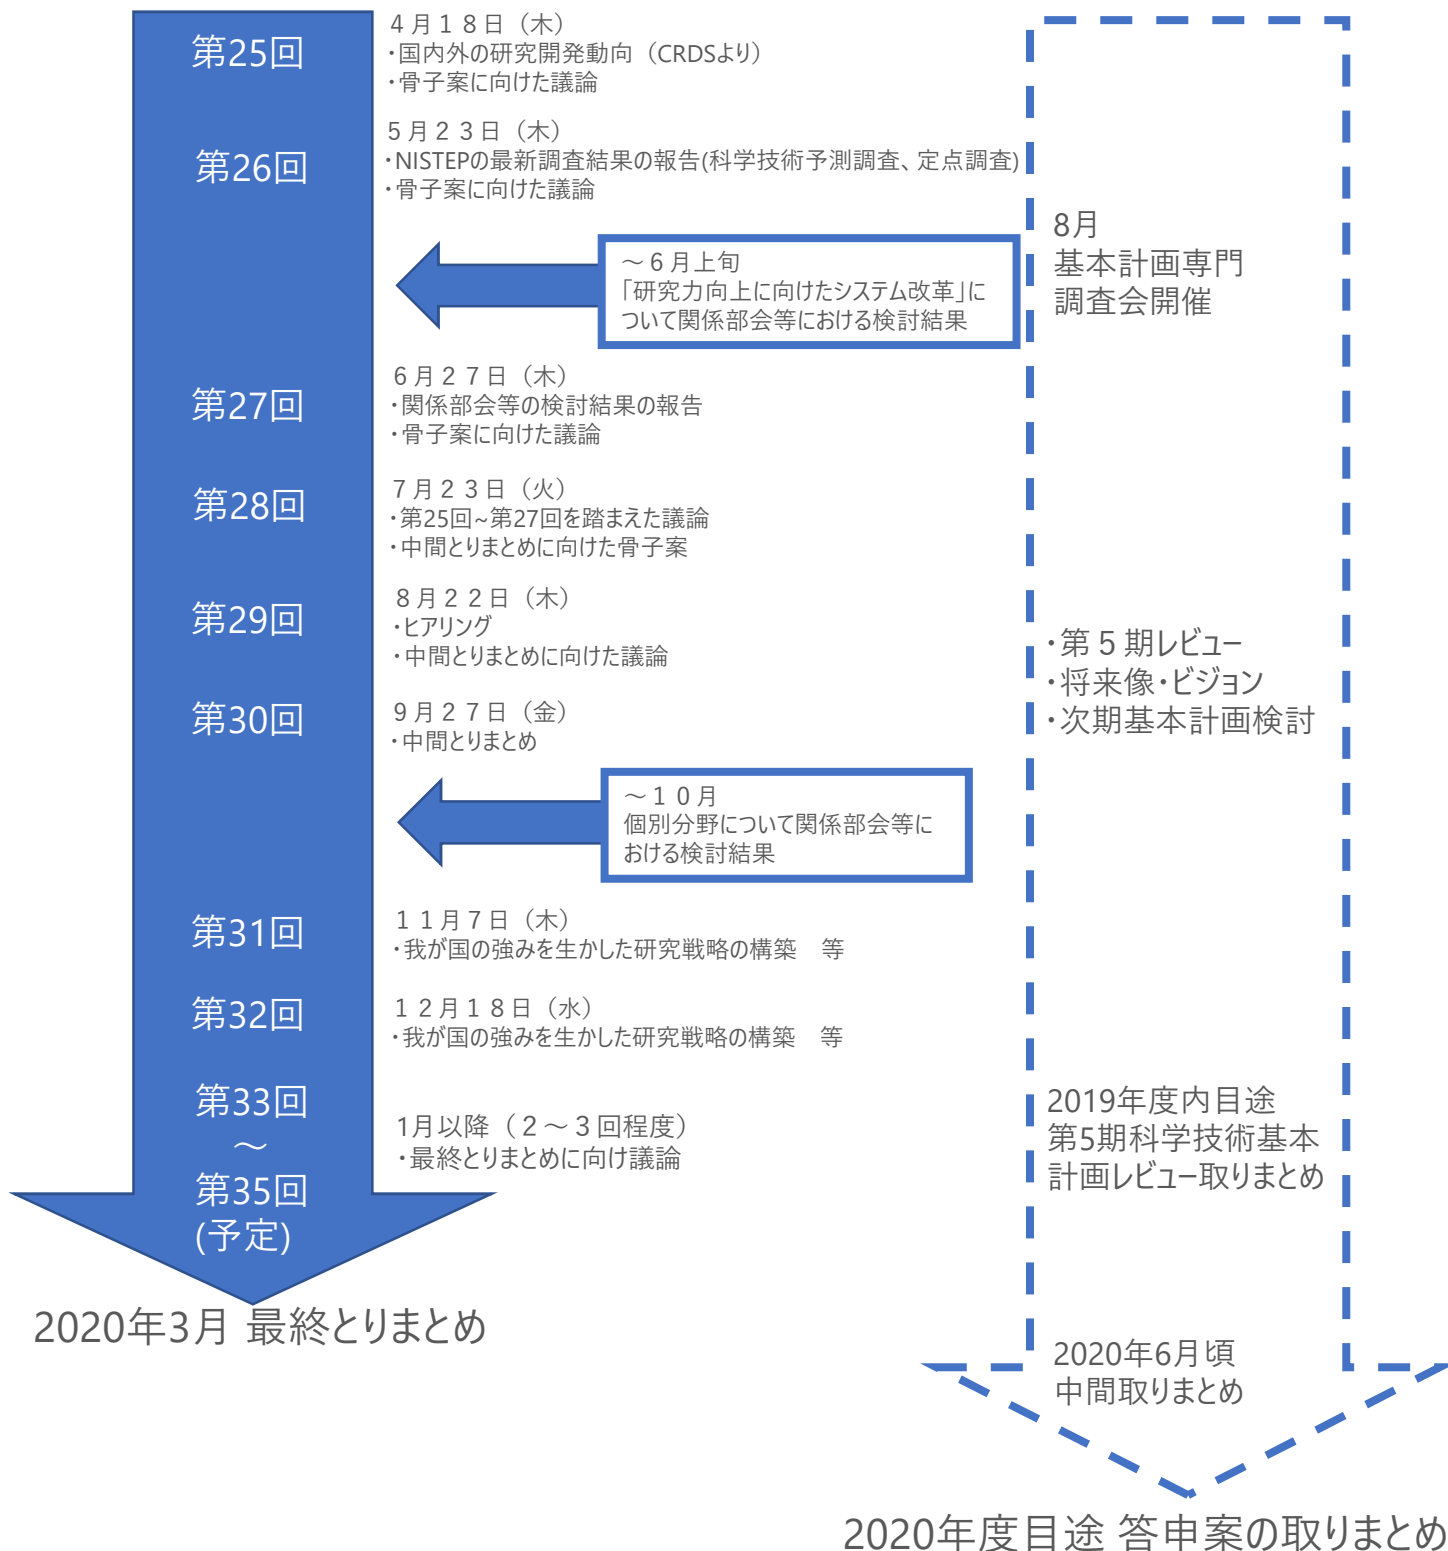 第25回
4月18日（木）
・国内外の研究開発動向（CRDSより）
・骨子案に向けた議論
第26回
5月23日（木）
・NISTEPの最新調査結果の報告(科学技術予測調査、定点調査)
・骨子案に向けた議論
～6月上旬
「研究力向上に向けたシステム改革」に
ついて関係部会等における検討結果
第27回
6月27日（木）
・関係部会等の検討結果の報告
・骨子案に向けた議論
第28回
7月23日（火）
・第25回~第27回を踏まえた議論
・中間とりまとめに向けた骨子案
第29回
8月22日（木）
・ヒアリング
・中間とりまとめに向けた議論
第30回
9月27日（金）
・中間とりまとめ
～10月
個別分野について関係部会等に
おける検討結果
第31回
11月7日（木）
・我が国の強みを生かした研究戦略の構築　等
第32回
12月18日（水）
・我が国の強みを生かした研究戦略の構築　等
第33回
～
第35回
(予定)
1月以降（2～3回程度）
・最終とりまとめに向け議論
2020年3月 最終とりまとめ
8月
基本計画専門
調査会開催
・第5期レビュー
・将来像・ビジョン
・次期基本計画検討
2019年度内目途
第5期科学技術基本
計画レビュー取りまとめ
2020年6月頃
中間取りまとめ
2020年度目途 答申案の取りまとめ